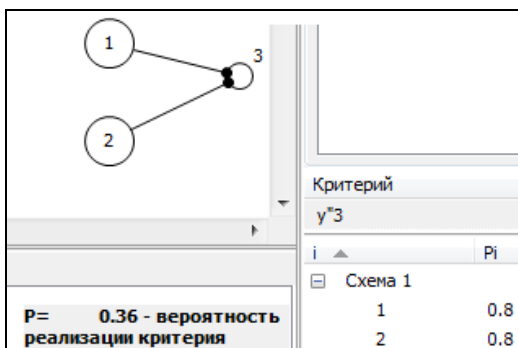 1
3
2
Критерий
y"3
i Pi
Схема 1
1 0.8
2 0.8
P= 0.36 - вероятность
реализации критерия